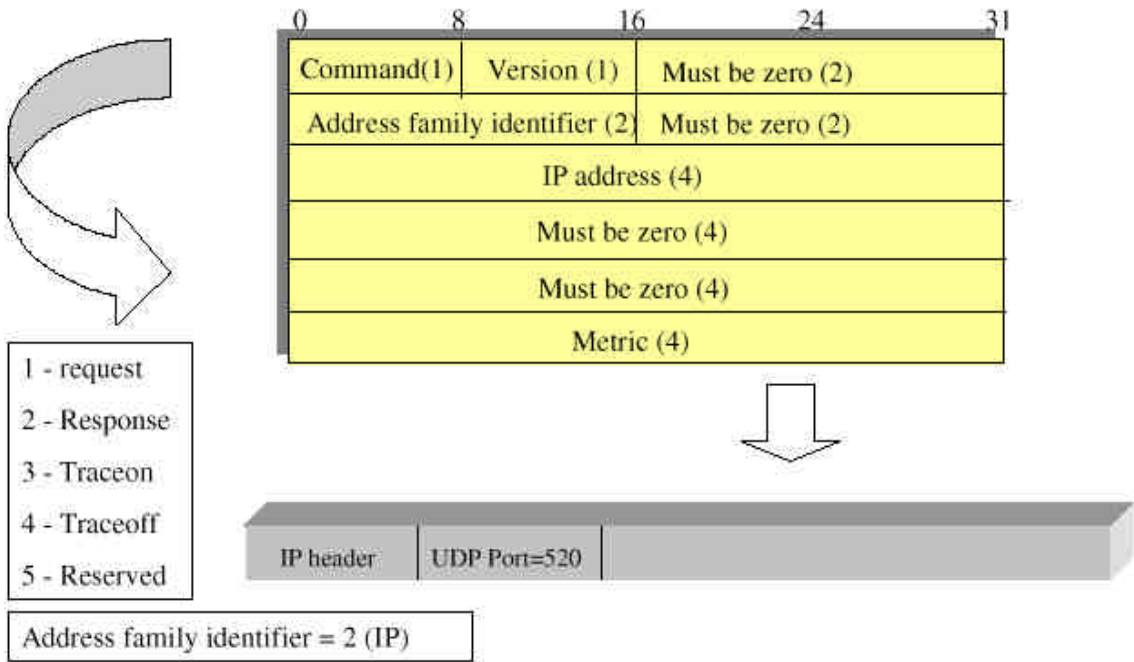 0 8 16 24 31
Command(1) Version (1) Must be zero (2)
Address family identifier (2) Must be zero (2)
IP address (4)
Must be zero (4)
Must be zero (4)
Metric (4)
1 - request
2 - Response
3 - Traceon
4 - Traceoff
5 - Reserved
IP header UDP Port=520
Address family identifier = 2 (IP)